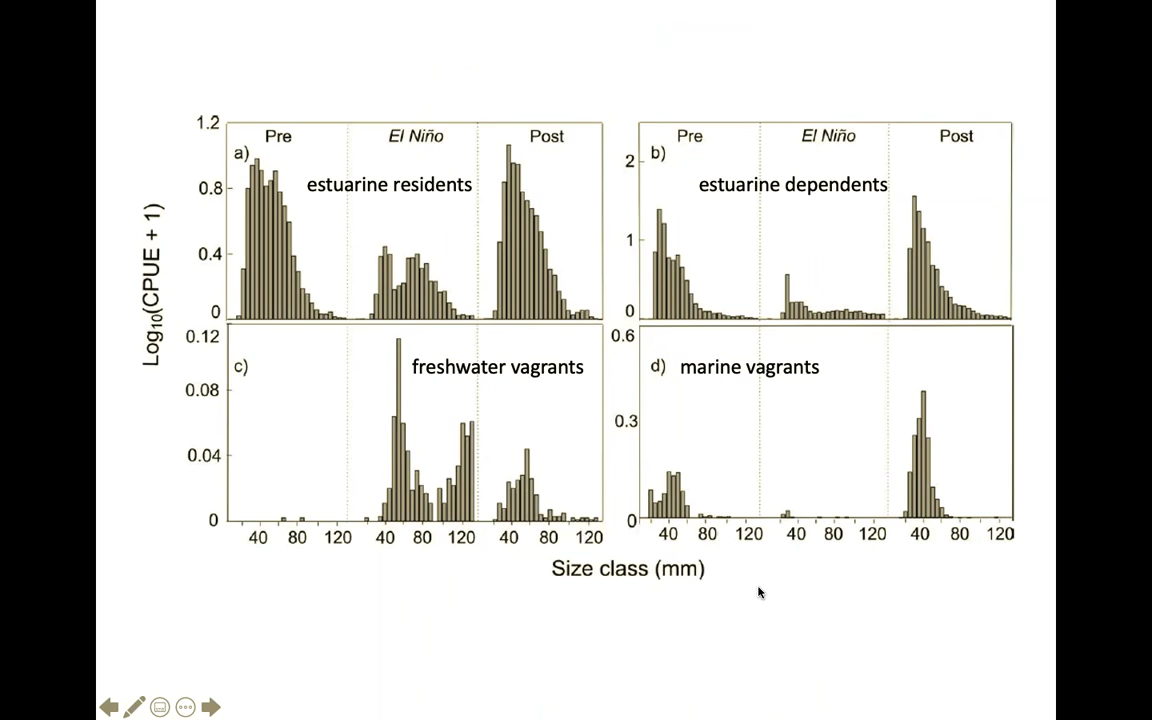 1.2 Pre El Niño Post
a)
0.8 estuarine residents
0.4
0
Pre El Niño Post
b)
2
estuarine dependents
1
0
Log10(CPUE + 1)
0.12
c) freshwater vagrants
0.08
0.04
0
40 80 120 40 80 120 40 80 120
0.6
d) marine vagrants
0.3
0
40 80 120 40 80 120 40 80 120
Size class (mm)